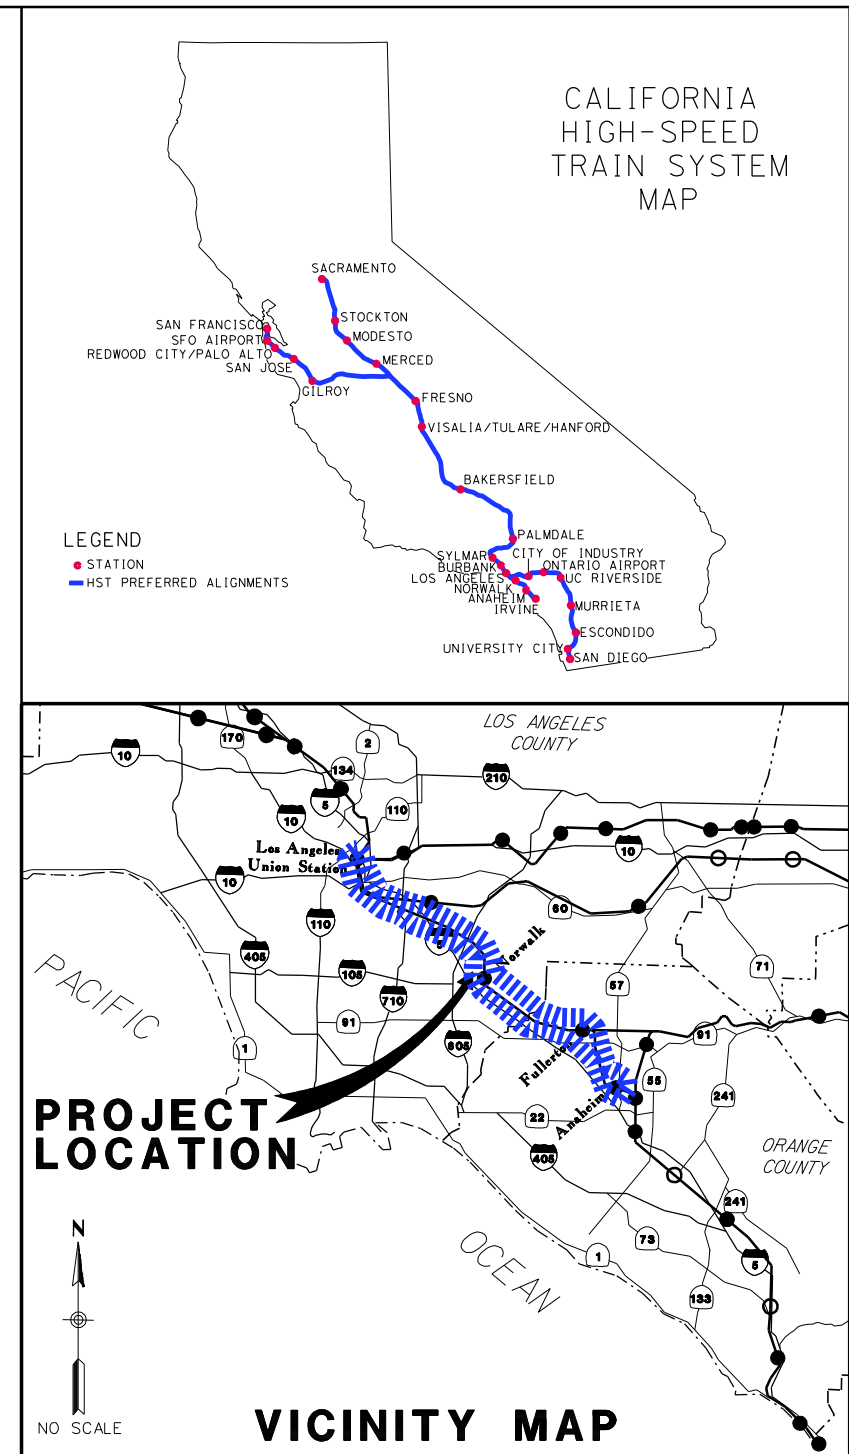 CALIFORNIA
HIGH-SPEED
TRAIN SYSTEM
MAP
SACRAMENTO
STOCKTON
SAN FRANCISCO
MODESTO
SFO AIRPORT
REDWOOD CITY/PALO ALTO
MERCED
SAN JOSE
GILROY
FRESNO
VISALIA/TULARE/HANFORD
BAKERSFIELD
PALMDALE
LEGEND
STATION
HST PREFERRED ALIGNMENTS
SYLMAR
CITY OF INDUSTRY
BURBANK
ONTARIO AIRPORT
LOS ANGELES
UC RIVERSIDE
NORWALK
ANAHEIM
IRVINE
MURRIETA
ESCONDIDO
UNIVERSITY CITY
SAN DIEGO
LOS ANGELES
COUNTY
170
2
10
134
210
5
110
10
Los Angeles
Union Station
10
10
60
110
5
Norwalk
405
105
71
57
710
PACIFIC
91
91
1
605
Fullerton
55
241
PROJECT
LOCATION
22
Anaheim
405
ORANGE
COUNTY
241
73
1
5
OCEAN
133
N
NO SCALE
VICINITY MAP